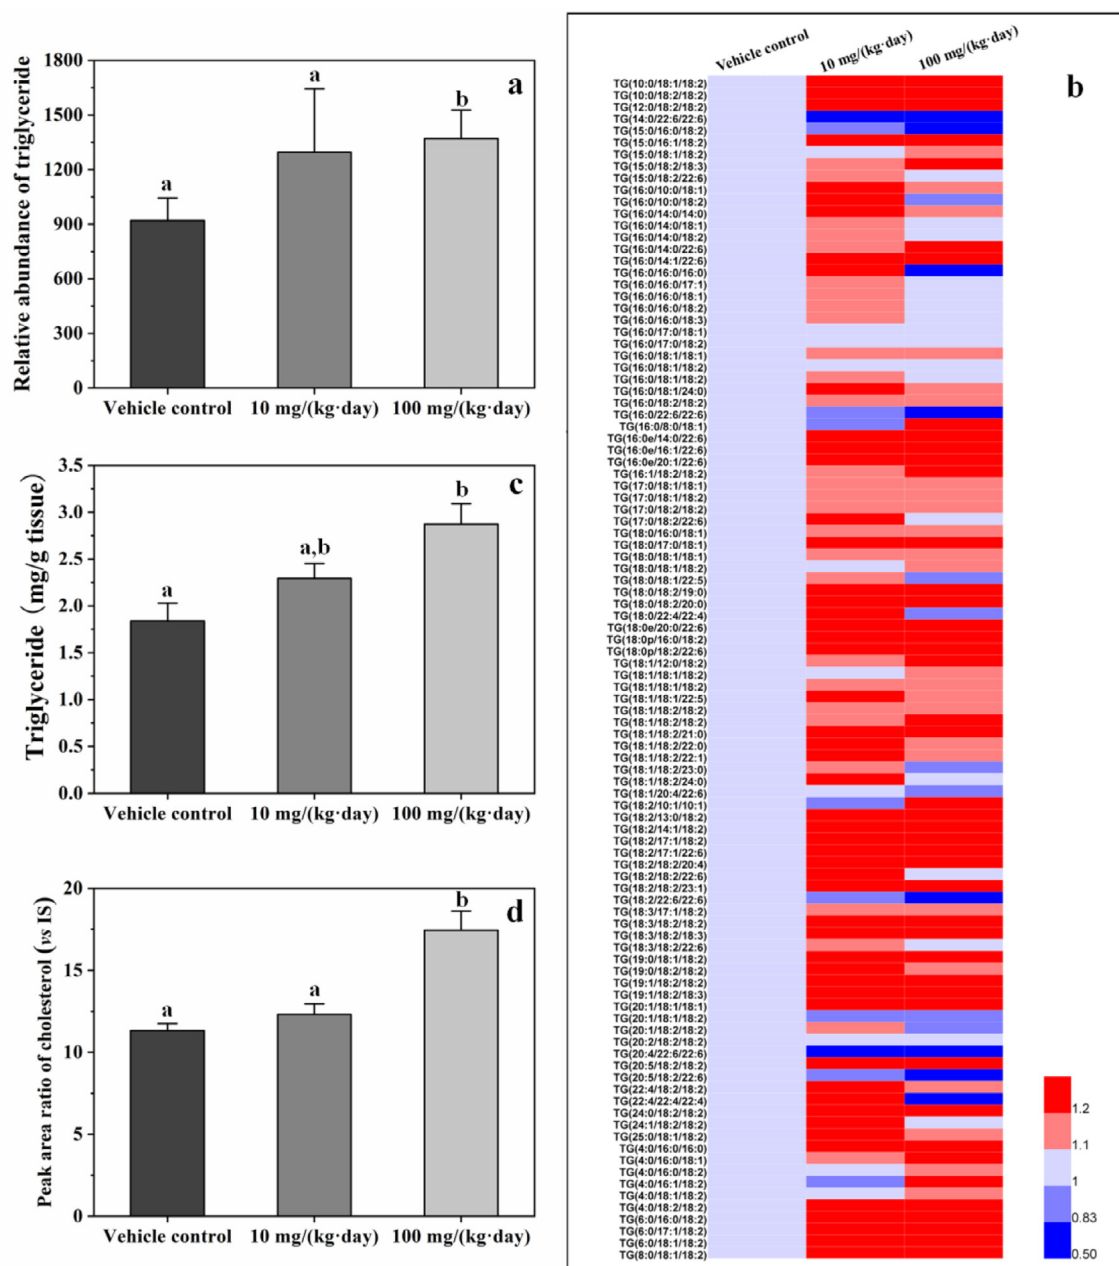 a
1800
1500
1200
900
600
300
0
Relative abundance of triglyceride
a
a
b
Vehicle control
10 mg/(kg·day)
100 mg/(kg·day)
c
3.5
3.0
2.5
2.0
1.5
1.0
0.5
0.0
Triglyceride (mg/g tissue)
a
a,b
b
Vehicle control
10 mg/(kg·day)
100 mg/(kg·day)
d
20
15
10
5
0
Peak area ratio of cholesterol (vs IS)
a
a
b
Vehicle control
10 mg/(kg·day)
100 mg/(kg·day)
b
Vehicle control
10 mg/(kg·day)
100 mg/(kg·day)
TG(10:0/18:1/18:2)
TG(10:0/18:2/18:2)
TG(12:0/18:2/18:2)
TG(14:0/22:6/22:6)
TG(15:0/16:0/18:2)
TG(15:0/16:1/18:2)
TG(15:0/18:1/18:2)
TG(15:0/18:2/18:3)
TG(15:0/18:2/22:6)
TG(16:0/10:0/18:1)
TG(16:0/10:0/18:2)
TG(16:0/14:0/14:0)
TG(16:0/14:0/18:1)
TG(16:0/14:0/18:2)
TG(16:0/14:0/22:6)
TG(16:0/14:1/22:6)
TG(16:0/16:0/16:0)
TG(16:0/16:0/17:1)
TG(16:0/16:0/18:1)
TG(16:0/16:0/18:2)
TG(16:0/16:0/18:3)
TG(16:0/17:0/18:1)
TG(16:0/17:0/18:2)
TG(16:0/18:1/18:1)
TG(16:0/18:1/18:2)
TG(16:0/18:1/18:2)
TG(16:0/18:1/24:0)
TG(16:0/18:2/18:2)
TG(16:0/22:6/22:6)
TG(16:0/8:0/18:1)
TG(16:0e/14:0/22:6)
TG(16:0e/16:1/22:6)
TG(16:0e/20:1/22:6)
TG(16:1/18:2/18:2)
TG(17:0/18:1/18:1)
TG(17:0/18:1/18:2)
TG(17:0/18:2/18:2)
TG(17:0/18:2/22:6)
TG(18:0/16:0/18:1)
TG(18:0/17:0/18:1)
TG(18:0/18:1/18:1)
TG(18:0/18:1/18:2)
TG(18:0/18:1/22:5)
TG(18:0/18:2/19:0)
TG(18:0/18:2/20:0)
TG(18:0/22:4/22:4)
TG(18:0e/20:0/22:6)
TG(18:0p/16:0/18:2)
TG(18:0p/18:2/22:6)
TG(18:1/12:0/18:2)
TG(18:1/18:1/18:2)
TG(18:1/18:1/18:2)
TG(18:1/18:1/22:5)
TG(18:1/18:2/18:2)
TG(18:1/18:2/18:2)
TG(18:1/18:2/21:0)
TG(18:1/18:2/22:0)
TG(18:1/18:2/22:1)
TG(18:1/18:2/23:0)
TG(18:1/18:2/24:0)
TG(18:1/20:4/22:6)
TG(18:2/10:1/10:1)
TG(18:2/13:0/18:2)
TG(18:2/14:1/18:2)
TG(18:2/17:1/18:2)
TG(18:2/17:1/22:6)
TG(18:2/18:2/20:4)
TG(18:2/18:2/22:6)
TG(18:2/18:2/23:1)
TG(18:2/22:6/22:6)
TG(18:3/17:1/18:2)
TG(18:3/18:2/18:2)
TG(18:3/18:2/18:3)
TG(18:3/18:2/22:6)
TG(19:0/18:1/18:2)
TG(19:0/18:2/18:2)
TG(19:1/18:2/18:2)
TG(19:1/18:2/18:3)
TG(20:1/18:1/18:1)
TG(20:1/18:1/18:2)
TG(20:1/18:2/18:2)
TG(20:2/18:2/18:2)
TG(20:4/22:6/22:6)
TG(20:5/18:2/18:2)
TG(20:5/18:2/22:6)
TG(22:4/18:2/18:2)
TG(22:4/22:4/22:4)
TG(24:0/18:2/18:2)
TG(24:1/18:2/18:2)
TG(25:0/18:1/18:2)
TG(4:0/16:0/16:0)
TG(4:0/16:0/18:1)
TG(4:0/16:0/18:2)
TG(4:0/16:1/18:2)
TG(4:0/18:1/18:2)
TG(4:0/18:2/18:2)
TG(6:0/16:0/18:2)
TG(6:0/17:1/18:2)
TG(6:0/18:1/18:2)
TG(8:0/18:1/18:2)
1.2
1.1
1
0.83
0.50